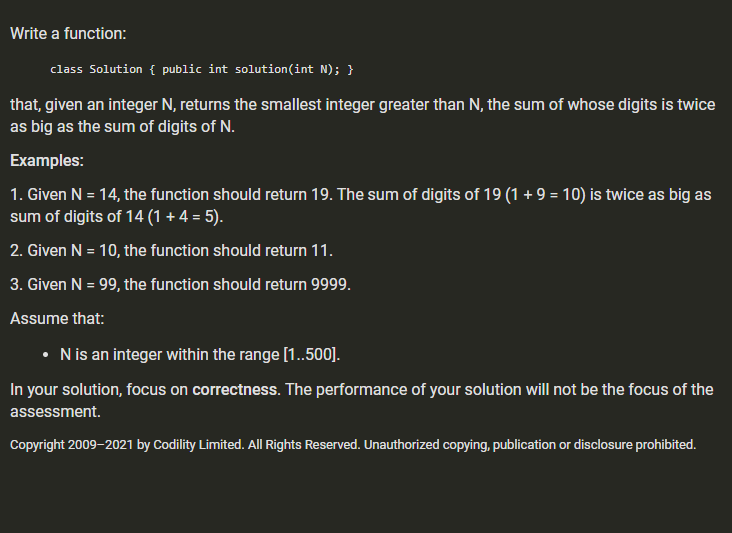 Write a function:
class Solution { public int solution(int N); }
that, given an integer N, returns the smallest integer greater than N, the sum of whose digits is twice
as big as the sum of digits of N.
Examples:
1. Given N = 14, the function should return 19. The sum of digits of 19 (1 + 9 = 10) is twice as big as
sum of digits of 14 (1 + 4 = 5).
2. Given N = 10, the function should return 11.
3. Given N = 99, the function should return 9999.
Assume that:
• N is an integer within the range [1..500].
In your solution, focus on correctness. The performance of your solution will not be the focus of the
assessment.
Copyright 2009–2021 by Codility Limited. All Rights Reserved. Unauthorized copying, publication or disclosure prohibited.